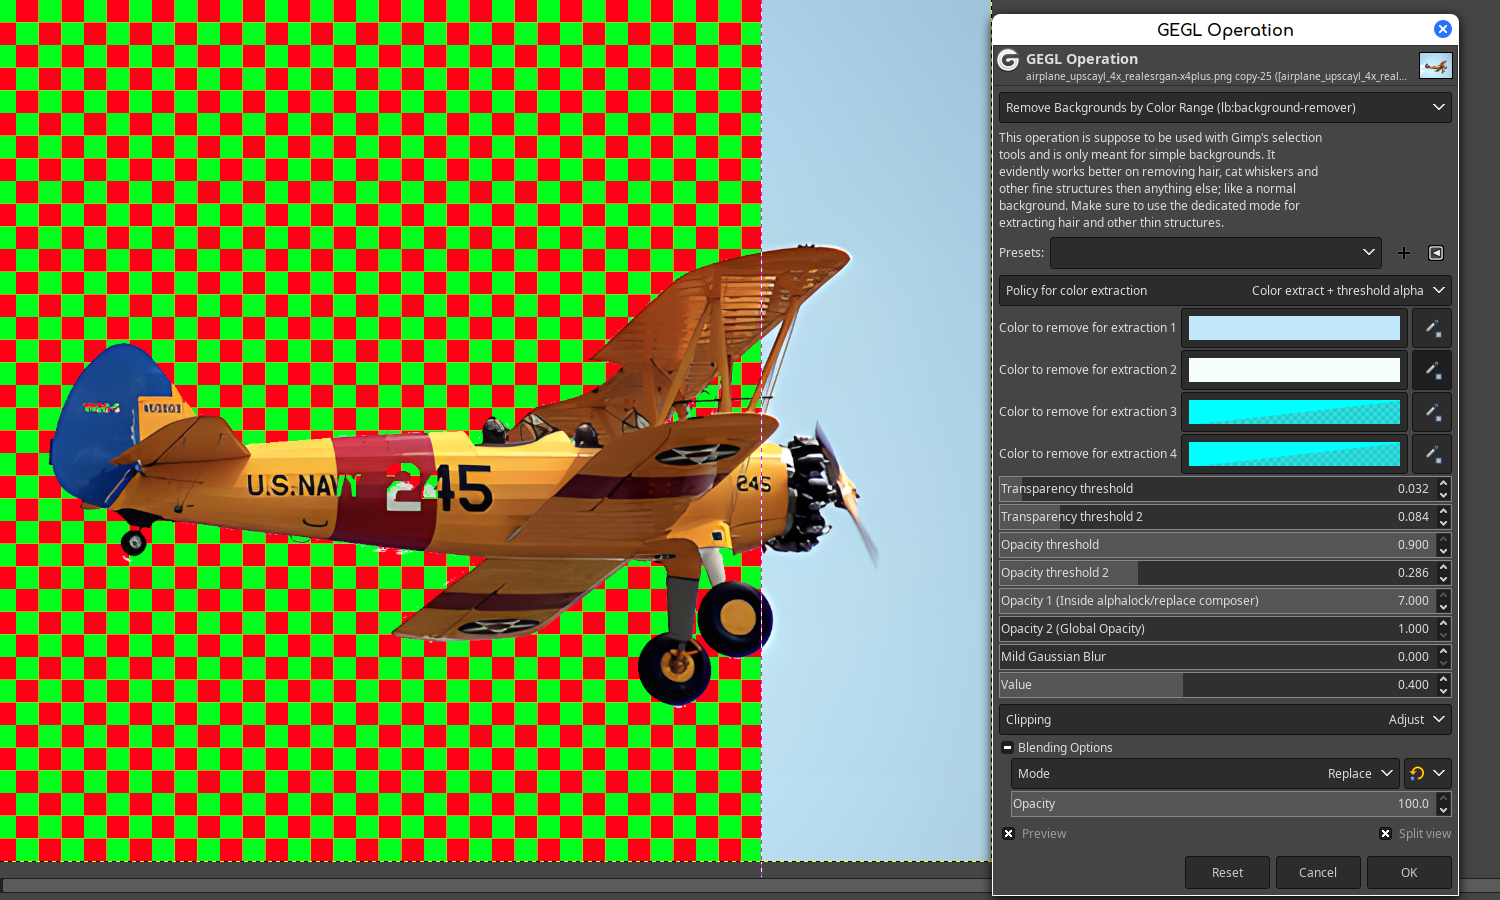 GEGL Operation
GEGL Operation
airplane_upscayl_4x_realesrgan-x4plus.png copy-25 ([airplane_upscayl_4x_real...
Remove Backgrounds by Color Range (lb:background-remover)
This operation is suppose to be used with Gimp's selection
tools and is only meant for simple backgrounds. It
evidently works better on removing hair, cat whiskers and
other fine structures then anything else; like a normal
background. Make sure to use the dedicated mode for
extracting hair and other thin structures.
Presets:
Policy for color extraction Color extract + threshold alpha
Color to remove for extraction 1
Color to remove for extraction 2
Color to remove for extraction 3
Color to remove for extraction 4
Transparency threshold 0.032
Transparency threshold 2 0.084
Opacity threshold 0.900
Opacity threshold 2 0.286
Opacity 1 (Inside alphalock/replace composer) 7.000
Opacity 2 (Global Opacity) 1.000
Mild Gaussian Blur 0.000
Value 0.400
Clipping Adjust
Blending Options
Mode Replace
Opacity 100.0
Preview Split view
Reset Cancel OK
U.S. NAVY 245
245